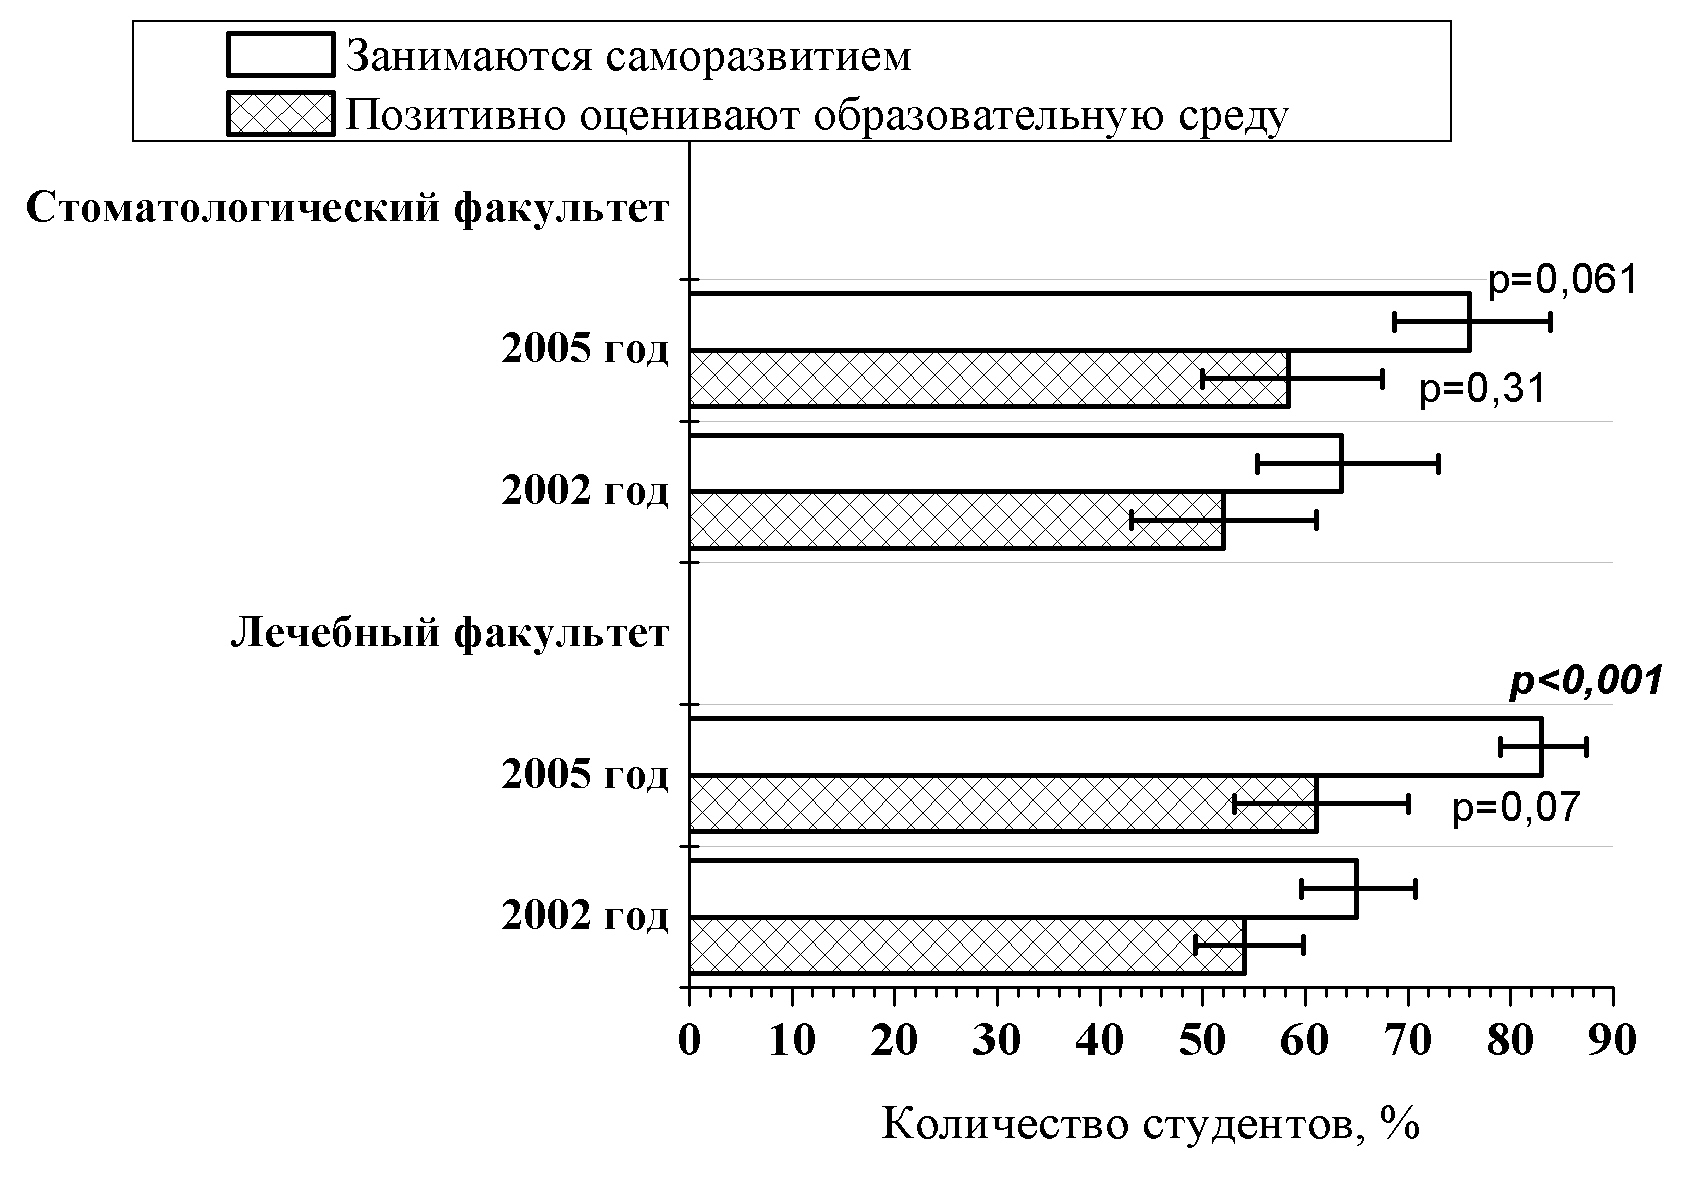 Занимаются саморазвитием
Позитивно оценивают образовательную среду
Стоматологический факультет
p=0,061
2005 год
p=0,31
2002 год
Лечебный факультет
p<0,001
2005 год
p=0,07
2002 год
0 10 20 30 40 50 60 70 80 90
Количество студентов, %